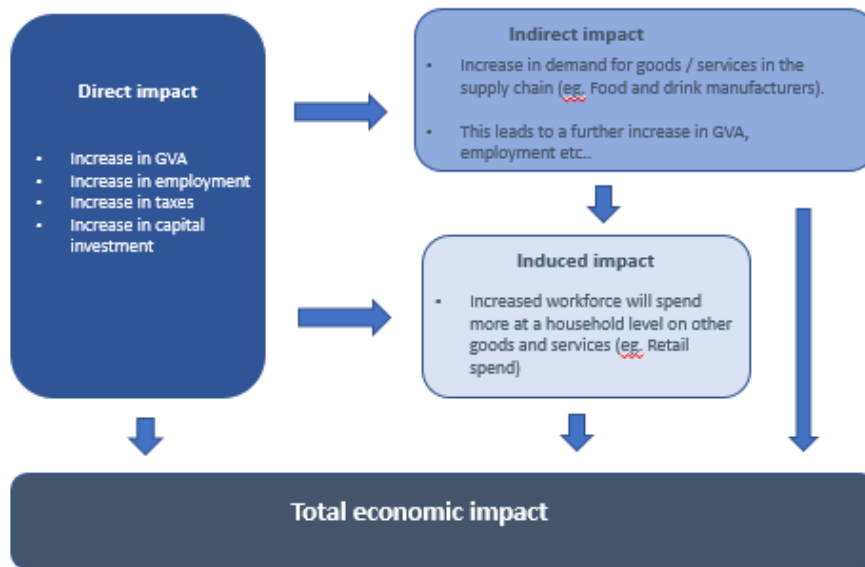 Direct impact
▪ Increase in GVA
▪ Increase in employment
▪ Increase in taxes
▪ Increase in capital
investment
Indirect impact
▪ Increase in demand for goods / services in the
supply chain (eg. Food and drink manufacturers).
▪ This leads to a further increase in GVA,
employment etc..
Induced impact
▪ Increased workforce will spend
more at a household level on other
goods and services (eg. Retail
spend)
Total economic impact